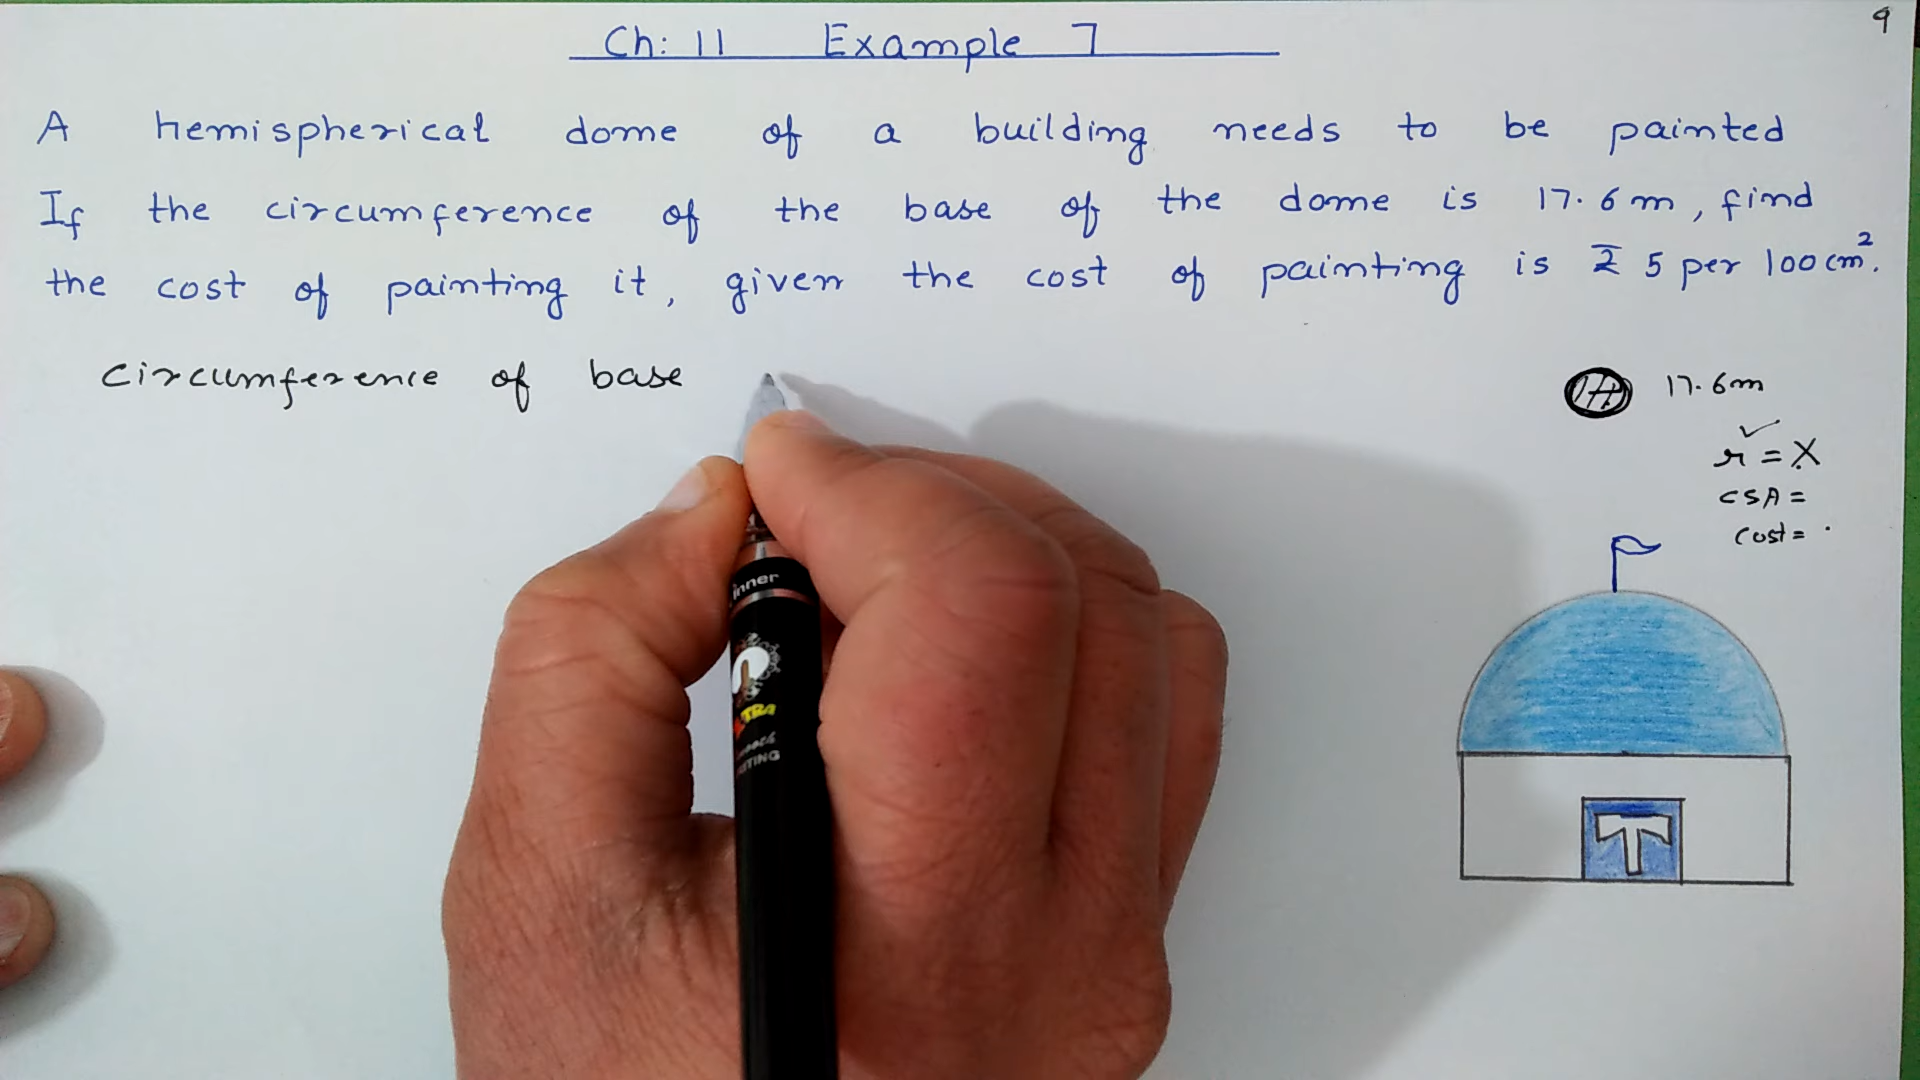 9
Ch: 11 Example 7
A hemispherical dome of a building needs to be painted
If the circumference of the base of the dome is 17.6 m, find
the cost of painting it, given the cost of painting is ₹ 5 per 100 cm².
circumference of base
17.6m
r = X
CSA =
Cost =
inner
TRA